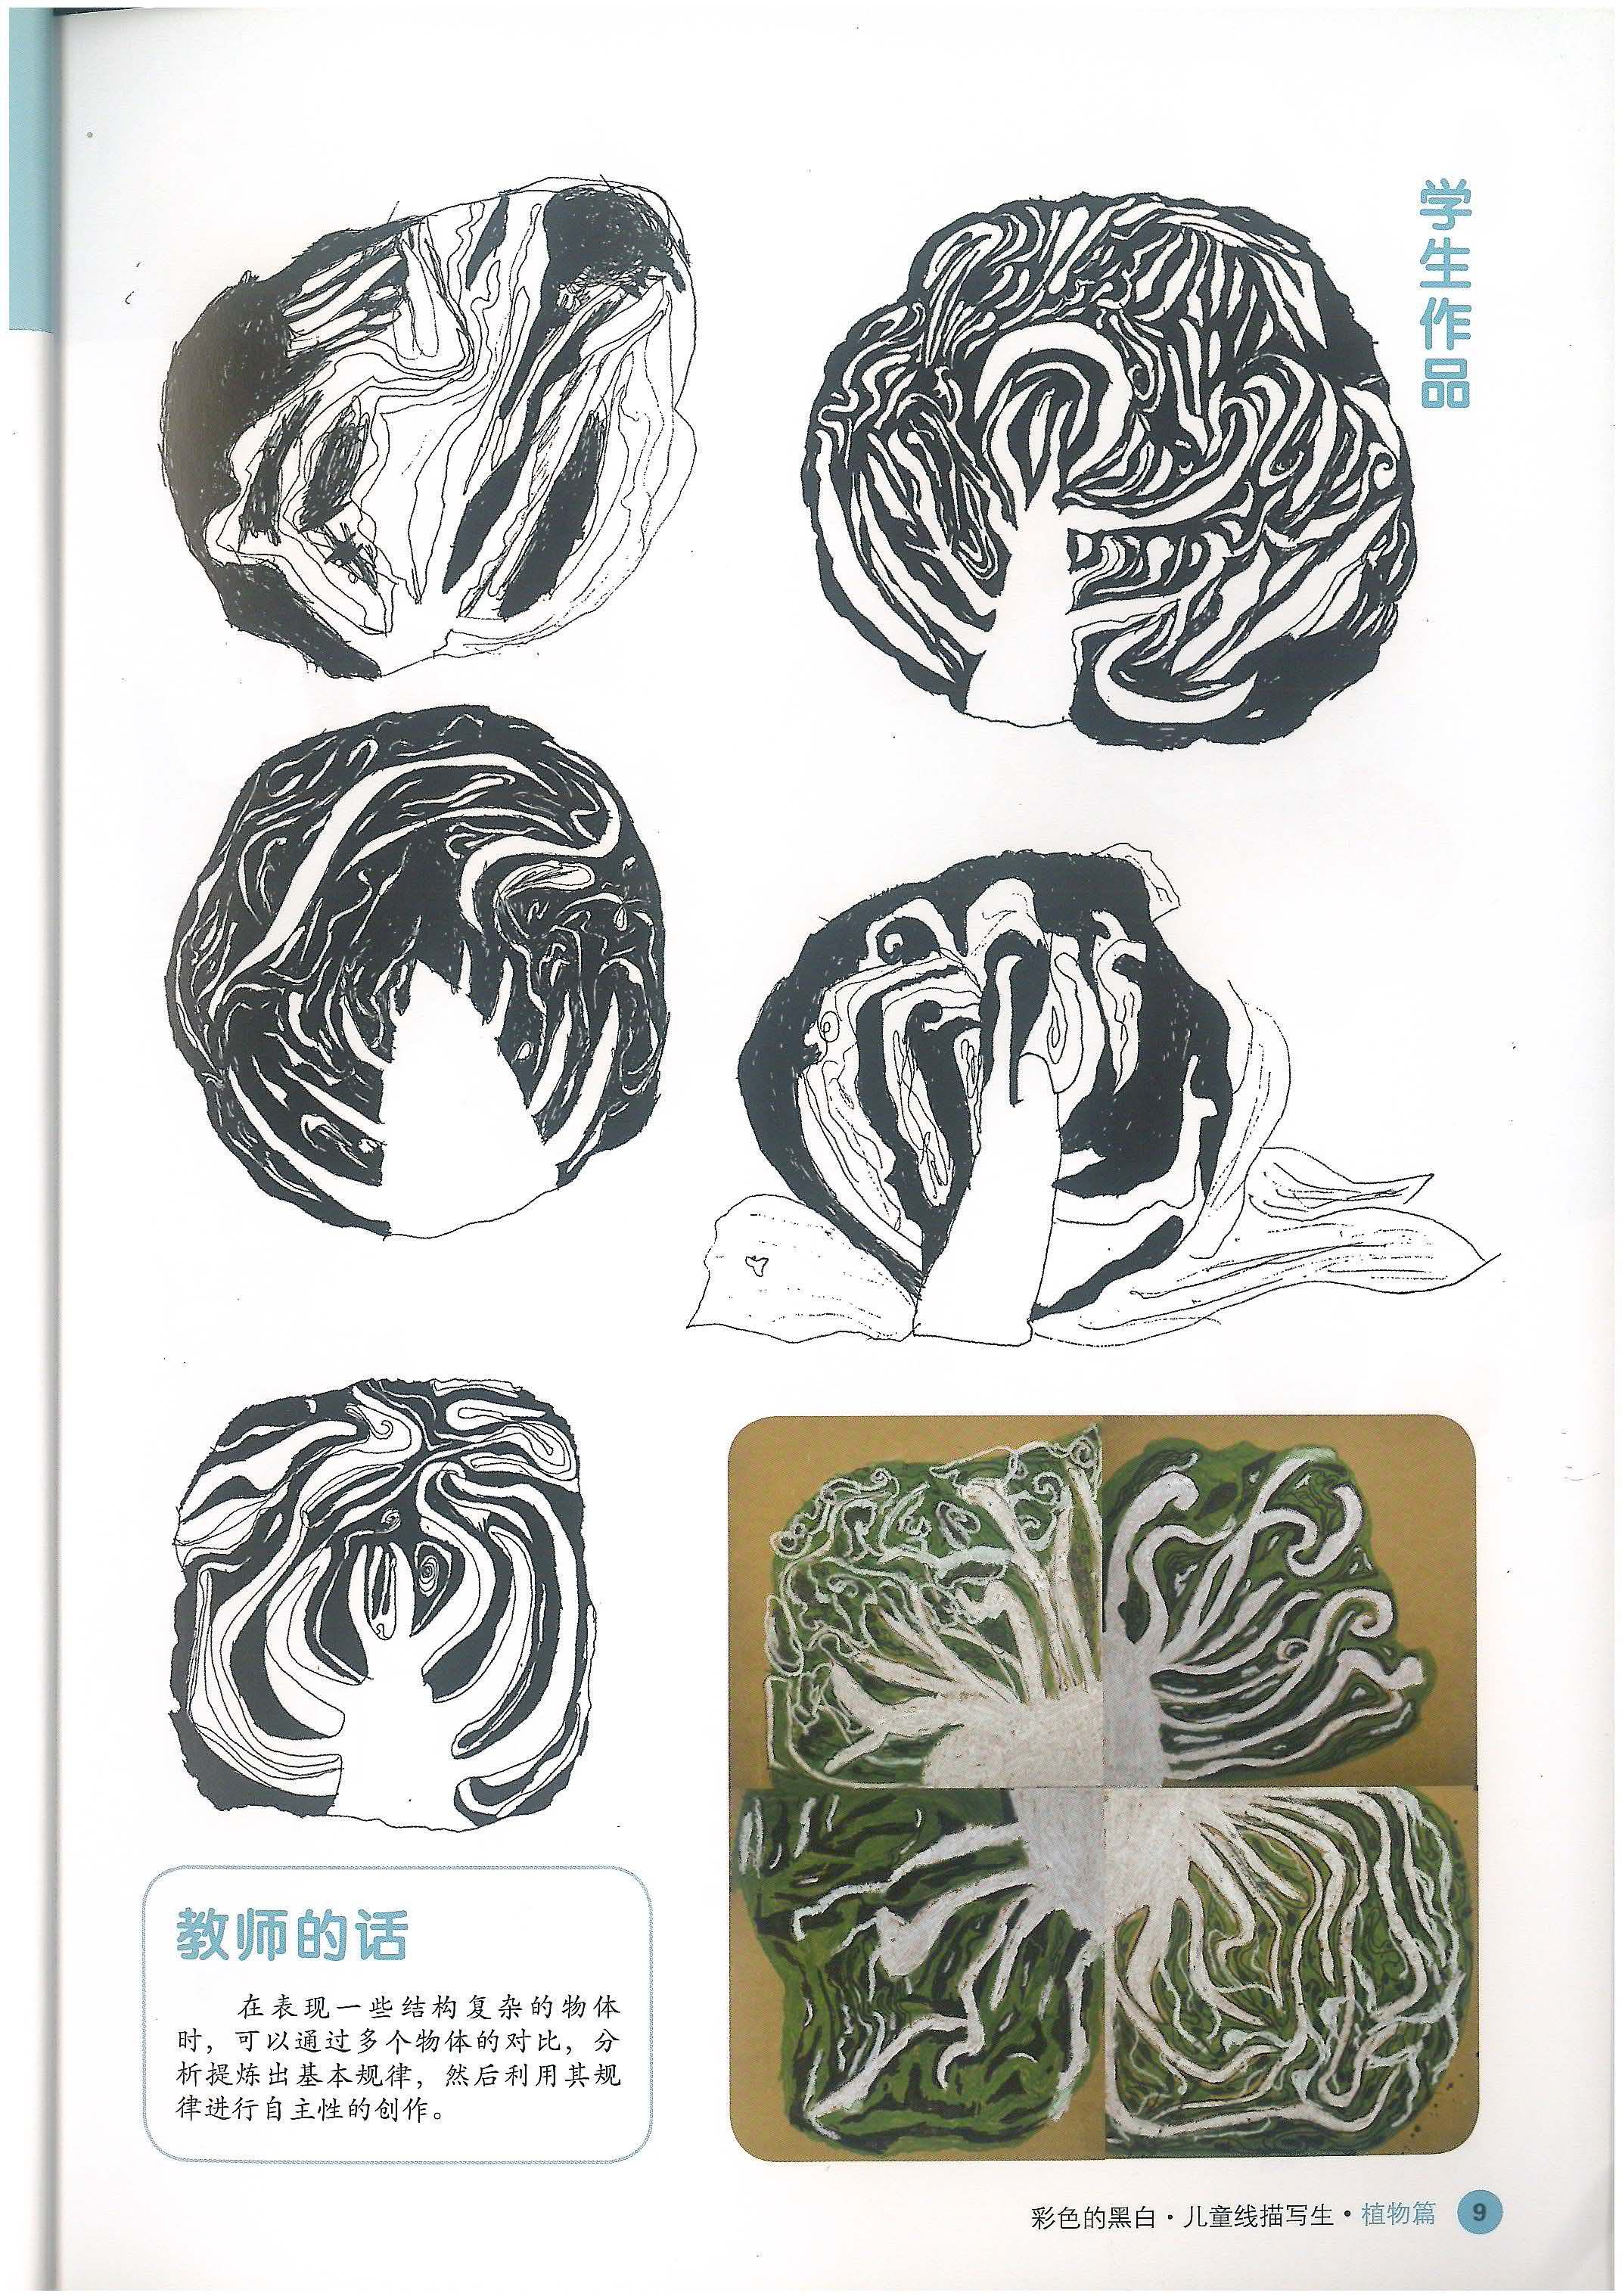 学生作品
教师的话
在表现一些结构复杂的物体
时，可以通过多个物体的对比，分
析提炼出基本规律，然后利用其规
律进行自主性的创作。
彩色的黑白·儿童线描写生·植物篇 9